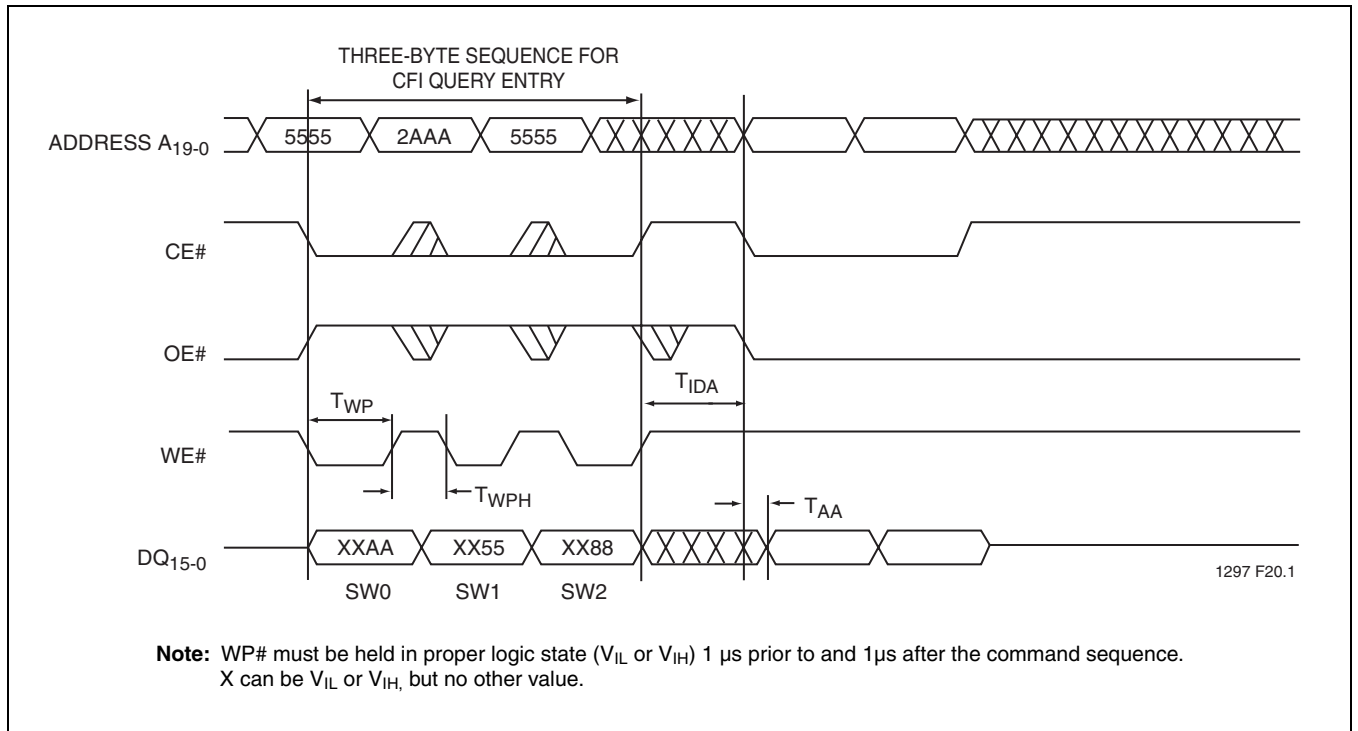 THREE-BYTE SEQUENCE FOR
CFI QUERY ENTRY
ADDRESS A19-0
5555 2AAA 5555
CE#
OE#
TIDA
TWP
WE#
TWPH
TAA
DQ15-0
XXAA XX55 XX88
SW0 SW1 SW2
1297 F20.1
Note: WP# must be held in proper logic state (VIL or VIH) 1 µs prior to and 1µs after the command sequence.
X can be VIL or VIH, but no other value.